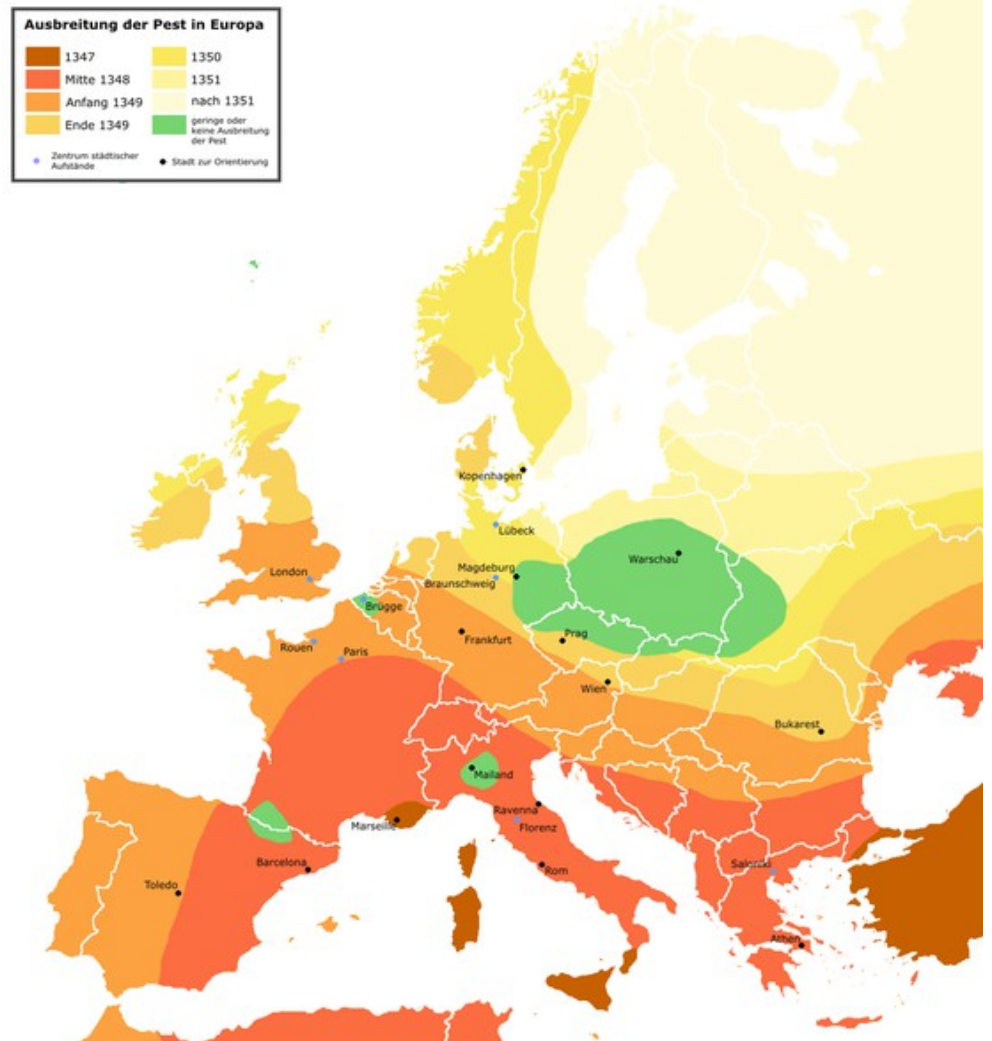 Ausbreitung der Pest in Europa
1347
Mitte 1348
Anfang 1349
Ende 1349
1350
1351
nach 1351
geringe oder
keine Ausbreitung
der Pest
Zentrum städtischer
Aufstände
Stadt zur Orientierung
Kopenhagen
Lübeck
Warschau
Magdeburg
London
Braunschweig
Brügge
Frankfurt
Prag
Rouen
Paris
Wien
Bukarest
Mailand
Ravenna
Marseille
Florenz
Barcelona
Rom
Saloniki
Toledo
Athen